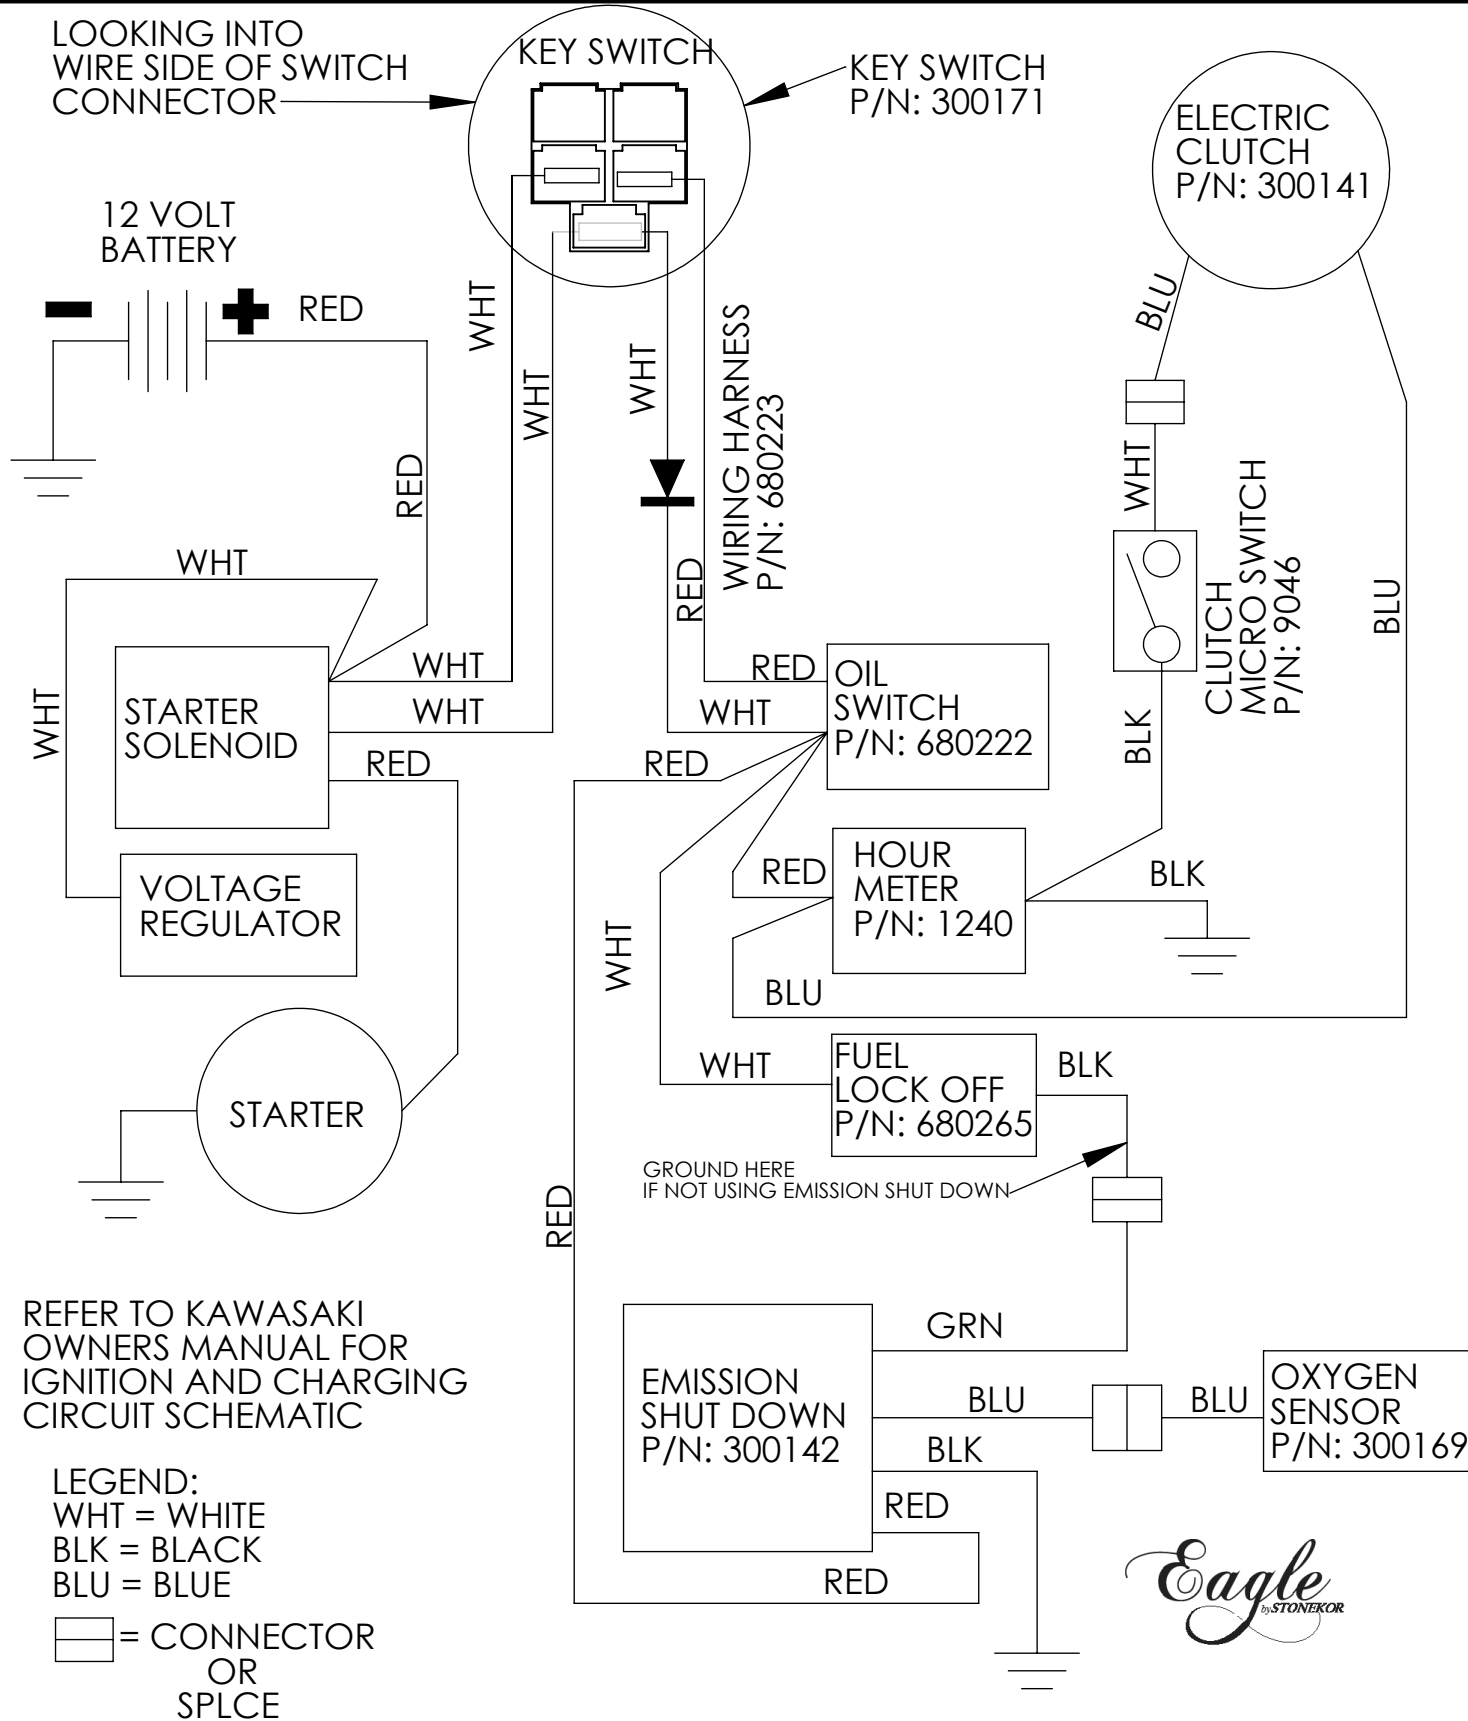 LOOKING INTO
WIRE SIDE OF SWITCH
CONNECTOR
KEY SWITCH
KEY SWITCH
P/N: 300171
ELECTRIC
CLUTCH
P/N: 300141
12 VOLT
BATTERY
RED
WHT
WHT
WHT
WIRING HARNESS
P/N: 680223
BLU
WHT
RED
RED
CLUTCH
MICRO SWITCH
P/N: 9046
BLU
WHT
WHT
STARTER
SOLENOID
WHT
WHT
RED
RED
WHT
RED
OIL
SWITCH
P/N: 680222
BLK
VOLTAGE
REGULATOR
RED
HOUR
METER
P/N: 1240
BLK
WHT
BLU
STARTER
WHT
FUEL
LOCK OFF
P/N: 680265
BLK
GROUND HERE
IF NOT USING EMISSION SHUT DOWN
RED
REFER TO KAWASAKI
OWNERS MANUAL FOR
IGNITION AND CHARGING
CIRCUIT SCHEMATIC
EMISSION
SHUT DOWN
P/N: 300142
GRN
BLU
BLU
OXYGEN
SENSOR
P/N: 300169
BLK
RED
RED
LEGEND:
WHT = WHITE
BLK = BLACK
BLU = BLUE
= CONNECTOR
OR
SPLCE
Eagle
by STONEKOR